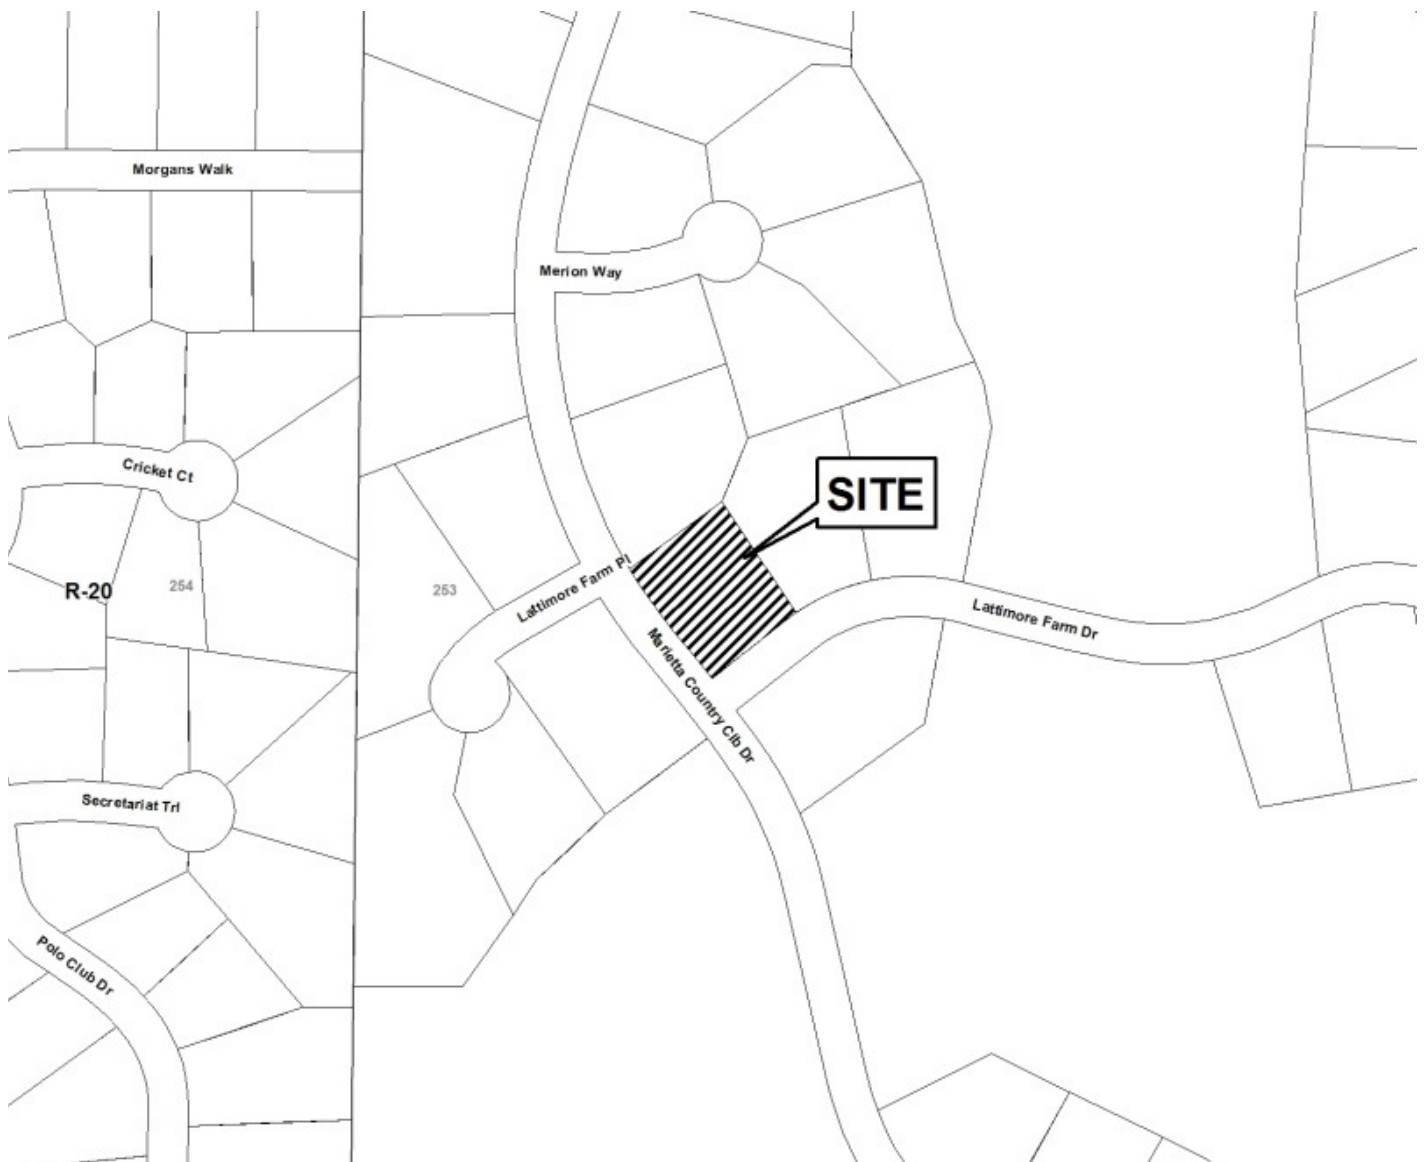 Morgans Walk
Merion Way
Cricket Ct
SITE
R-20
254
253
Lattimore Farm Pl
Lattimore Farm Dr
Marietta Country Clb Dr
Secretariat Trl
Polo Club Dr